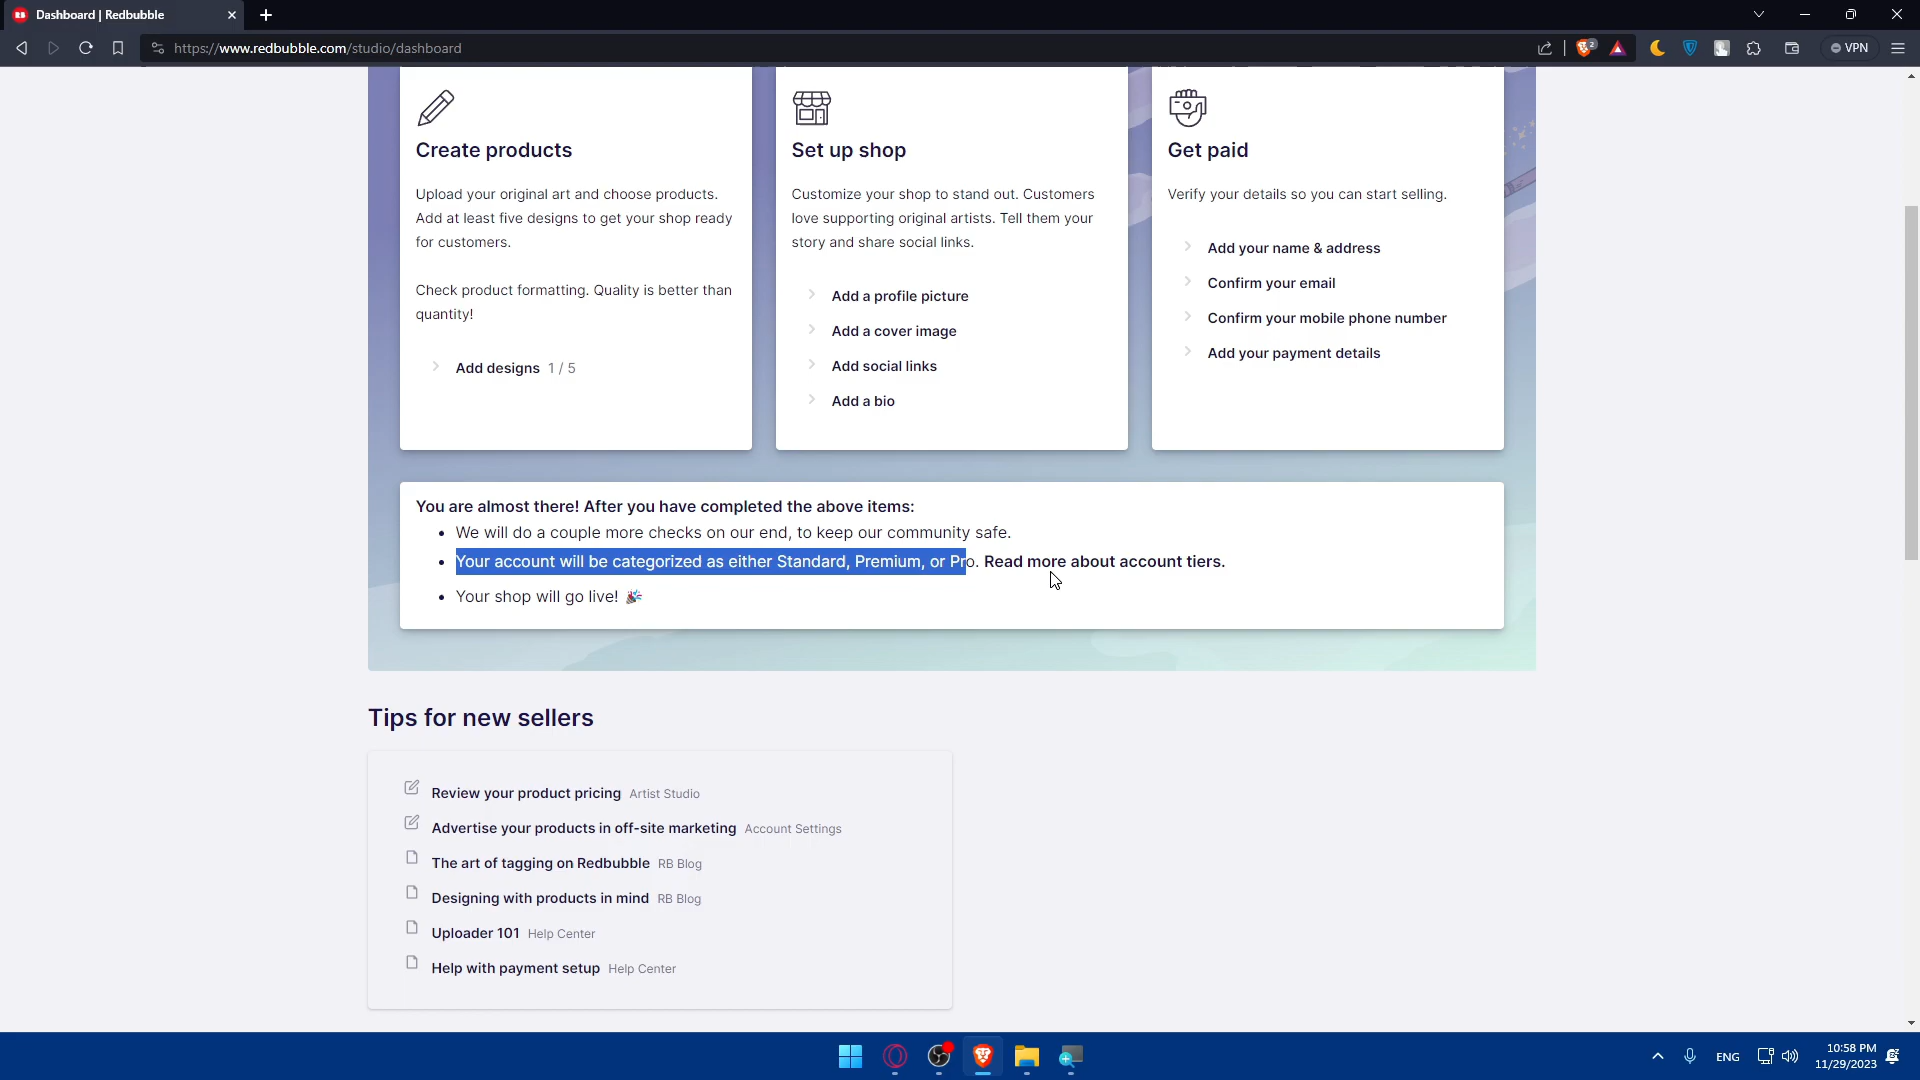 Dashboard | Redbubble
https://www.redbubble.com/studio/dashboard
2
VPN
Create products
Upload your original art and choose products.
Add at least five designs to get your shop ready
for customers.
Check product formatting. Quality is better than
quantity!
Add designs 1 / 5
Set up shop
Customize your shop to stand out. Customers
love supporting original artists. Tell them your
story and share social links.
Add a profile picture
Add a cover image
Add social links
Add a bio
Get paid
Verify your details so you can start selling.
Add your name & address
Confirm your email
Confirm your mobile phone number
Add your payment details
You are almost there! After you have completed the above items:
• We will do a couple more checks on our end, to keep our community safe.
• Your account will be categorized as either Standard, Premium, or Pro. Read more about account tiers.
• Your shop will go live! 🎉
Tips for new sellers
Review your product pricing Artist Studio
Advertise your products in off-site marketing Account Settings
The art of tagging on Redbubble RB Blog
Designing with products in mind RB Blog
Uploader 101 Help Center
Help with payment setup Help Center
ENG
10:58 PM
11/29/2023